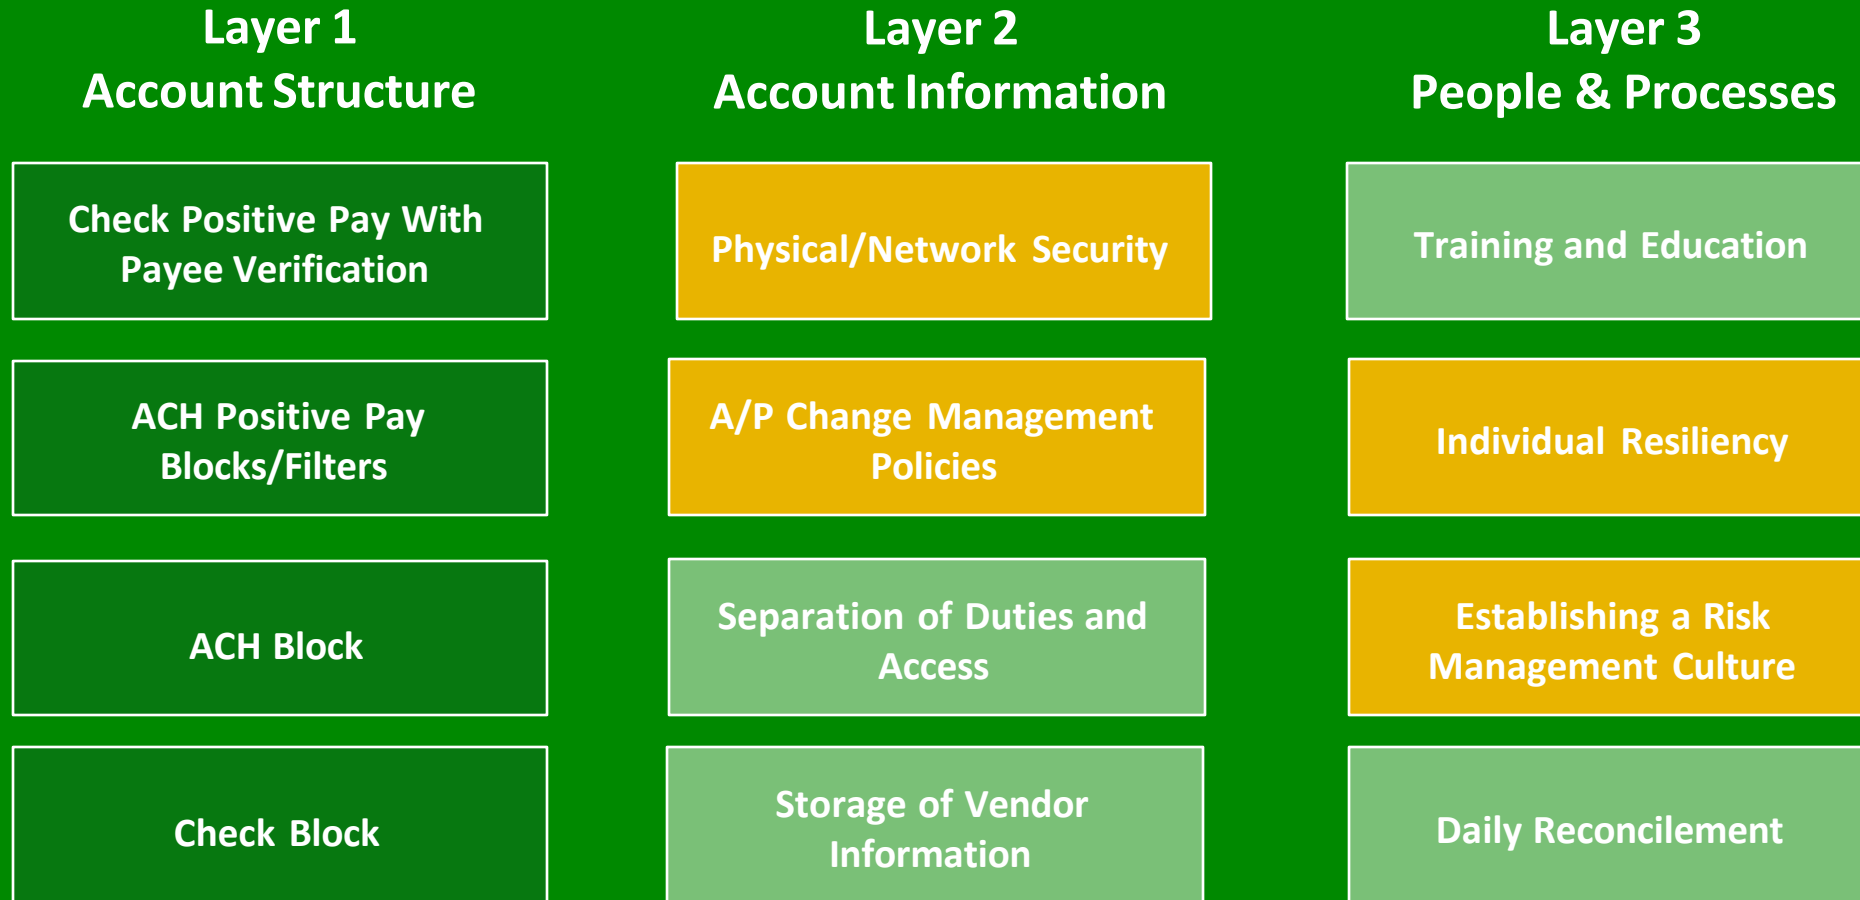 Layer 1
Account Structure
Layer 2
Account Information
Layer 3
People & Processes
Check Positive Pay With
Payee Verification
Physical/Network Security
Training and Education
ACH Positive Pay
Blocks/Filters
A/P Change Management
Policies
Individual Resiliency
ACH Block
Separation of Duties and
Access
Establishing a Risk
Management Culture
Check Block
Storage of Vendor
Information
Daily Reconcilement